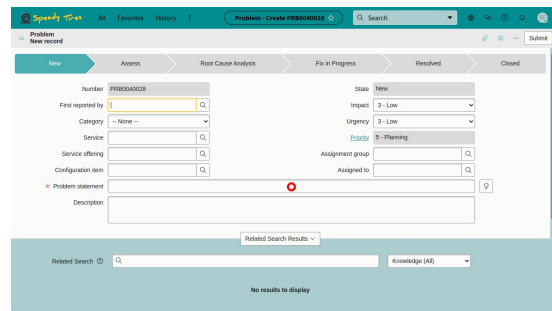 Speedy Tires All Favorites History Problem - Create PRB0040028 Search
Problem
New record
Submit
New Assess Root Cause Analysis Fix in Progress Resolved Closed
Number PRB0040028 State New
First reported by Impact 3 - Low
Category -- None -- Urgency 3 - Low
Service Priority 5 - Planning
Service offering Assignment group
Configuration item Assigned to
Problem statement
Description
Related Search Results
Related Search Knowledge (All)
No results to display